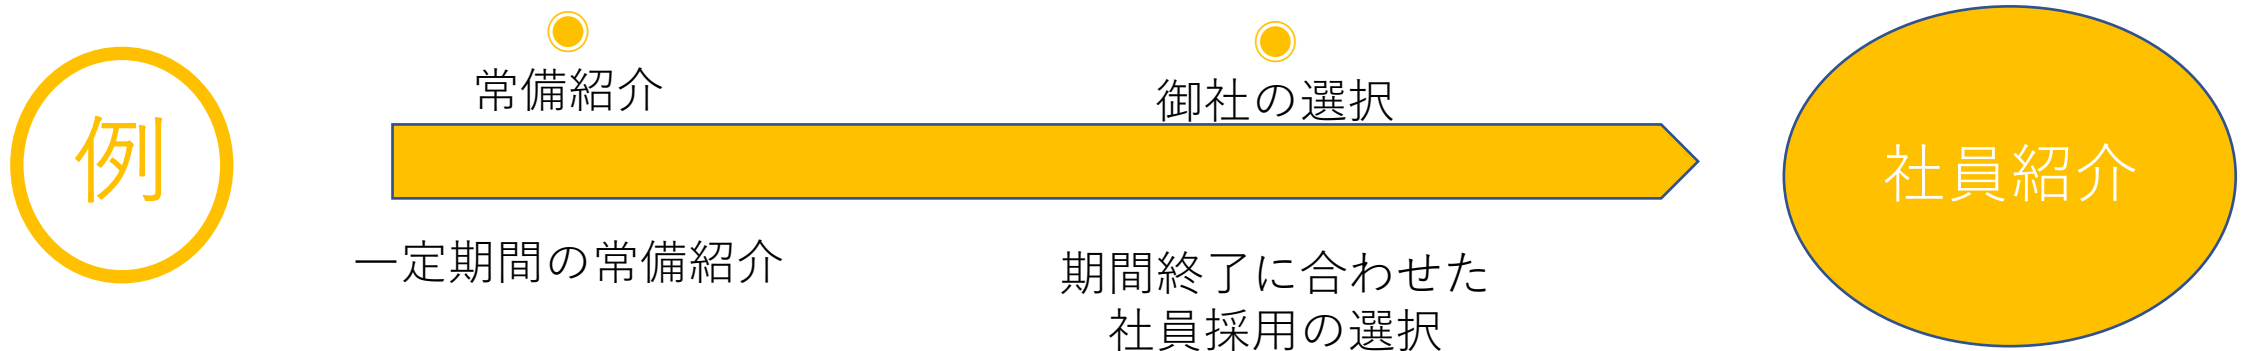 例
常備紹介
一定期間の常備紹介
御社の選択
期間終了に合わせた
社員採用の選択
社員紹介